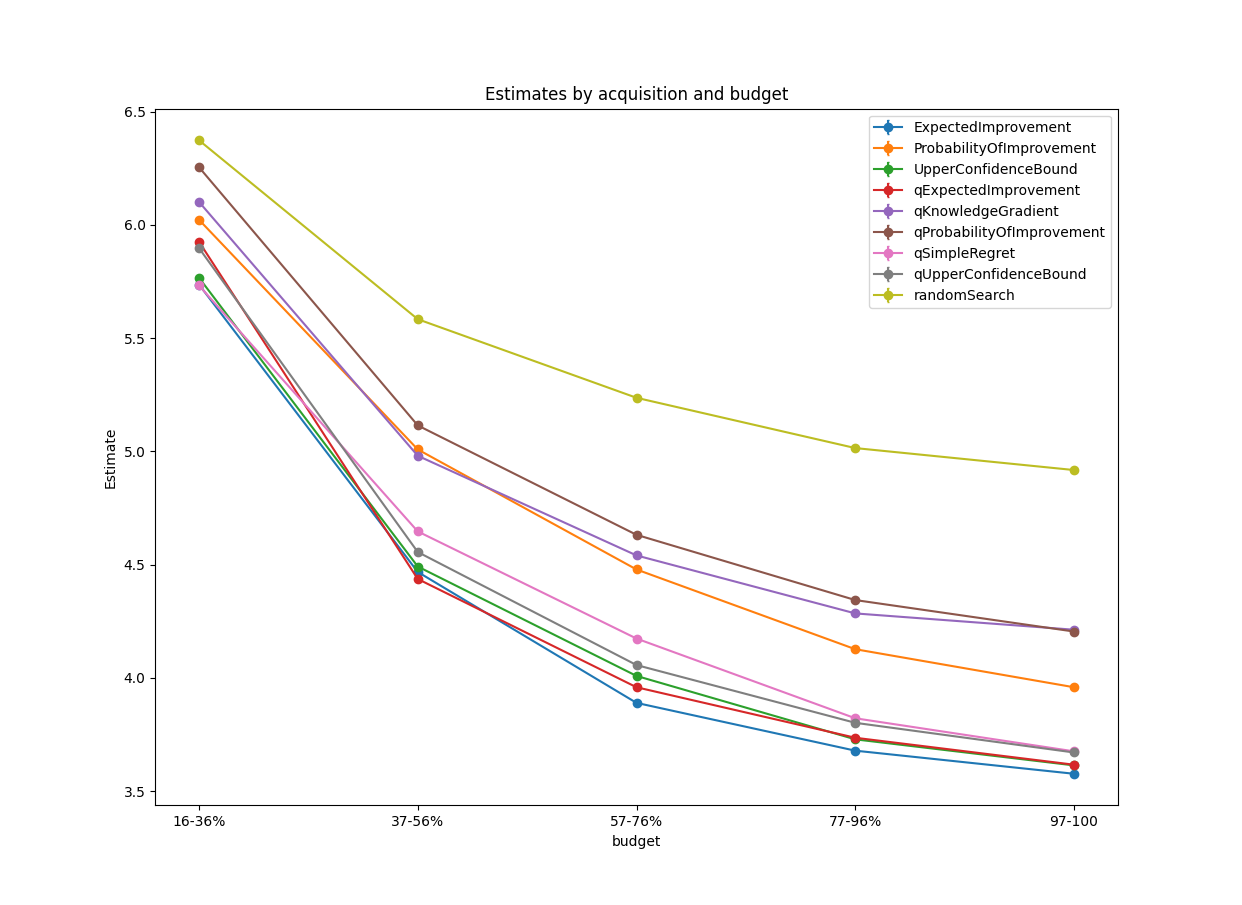 Estimates by acquisition and budget
6.5
6.0
5.5
5.0
4.5
4.0
3.5
Estimate
ExpectedImprovement
ProbabilityOfImprovement
UpperConfidenceBound
qExpectedImprovement
qKnowledgeGradient
qProbabilityOfImprovement
qSimpleRegret
qUpperConfidenceBound
randomSearch
16-36%
37-56%
57-76%
77-96%
97-100
budget